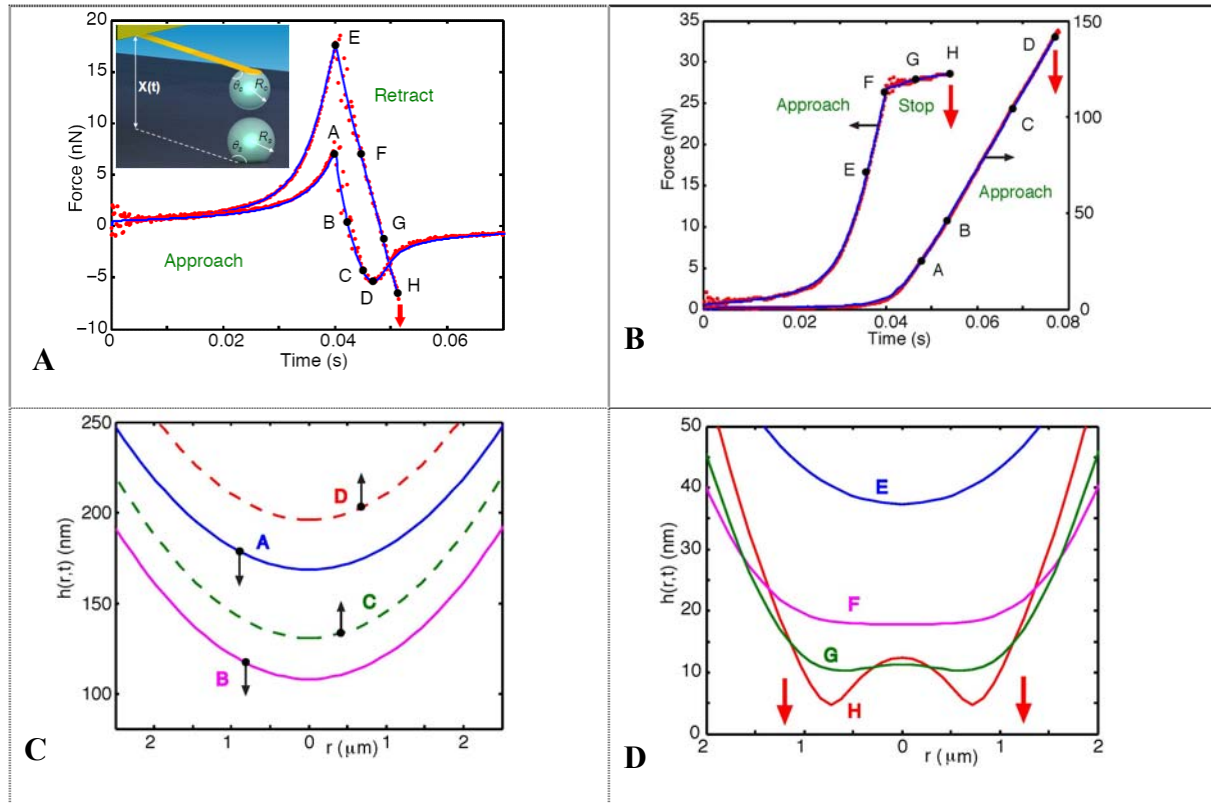 20
15
10
5
0
−5
−10
Force (nN)
0
0.02
0.04
0.06
Time (s)
X(t)
θc
Rc
Rs
θs
E
Retract
A
F
B
G
C
D
H
Approach
A
35
30
25
20
15
10
5
0
Force (nN)
150
100
50
0
0
0.02
0.04
0.06
0.08
Time (s)
D
H
G
F
Approach
Stop
C
E
Approach
B
A
B
250
200
150
100
h(r,t) (nm)
2
1
0
1
2
r (μm)
D
A
C
B
C
50
40
30
20
10
0
h(r,t) (nm)
2
1
0
1
2
r (μm)
E
F
G
H
D